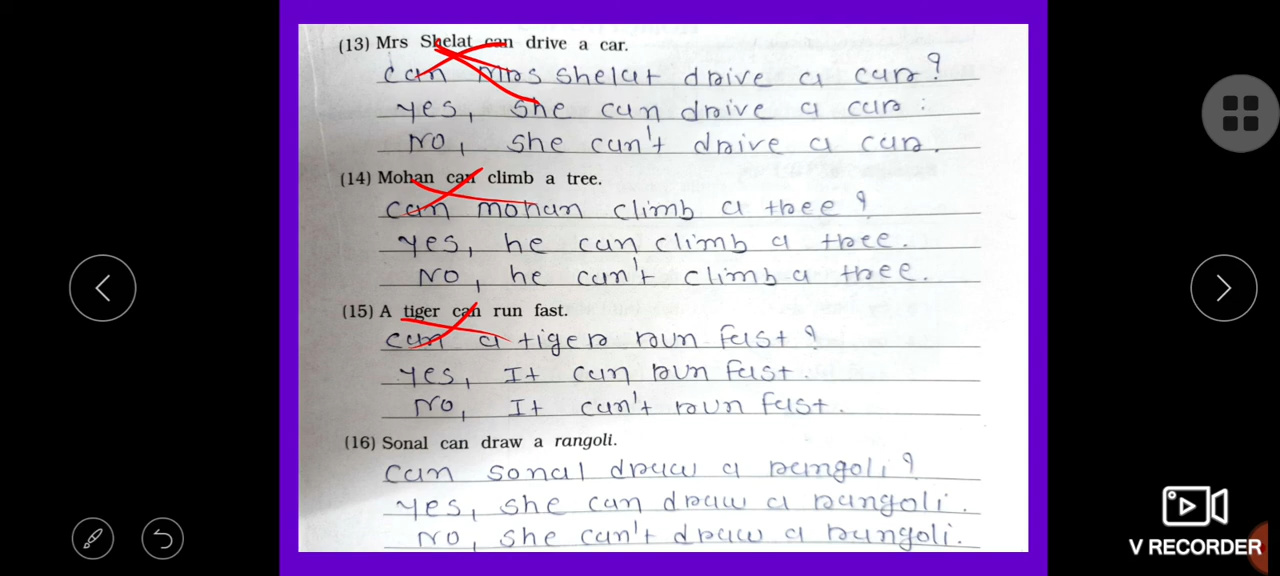 (13) Mrs Shelat can drive a car.
Can Mrs Shelat drive a car?
Yes, she can drive a car.
No, she can't drive a car.
(14) Mohan can climb a tree.
Can mohan climb a tree?
Yes, he can climb a tree.
No, he can't climb a tree.
(15) A tiger can run fast.
Can a tiger run fast?
Yes, It can run fast.
No, It can't run fast.
(16) Sonal can draw a rangoli.
Can sonal draw a rangoli?
Yes, she can draw a rangoli.
No, she can't draw a rangoli.
V RECORDER